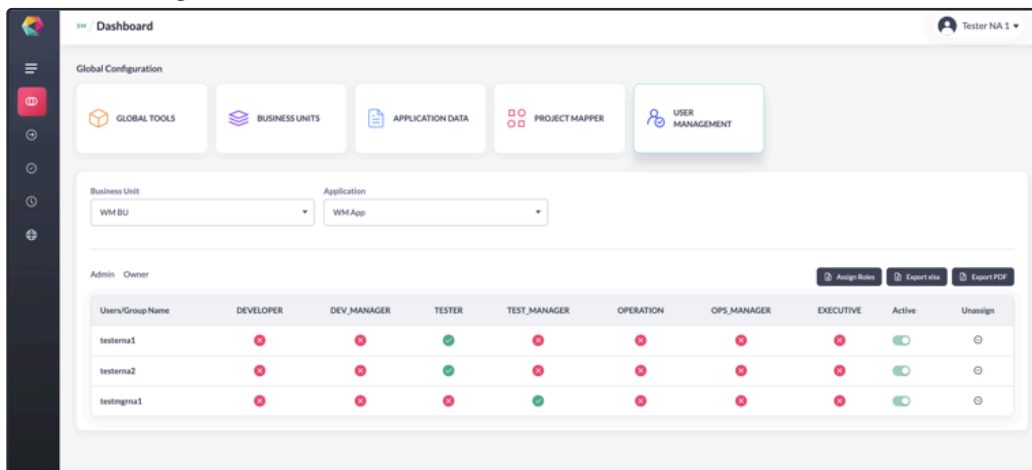 EM / Dashboard
Tester NA 1
Global Configuration
GLOBAL TOOLS
BUSINESS UNITS
APPLICATION DATA
PROJECT MAPPER
USER
MANAGEMENT
Business Unit
Application
WM BU
WM App
Admin Owner
Assign Roles
Export xlsx
Export PDF
Users/Group Name DEVELOPER DEV_MANAGER TESTER TEST_MANAGER OPERATION OPS_MANAGER EXECUTIVE Active Unassign
testerna1
testerna2
testmgrna1